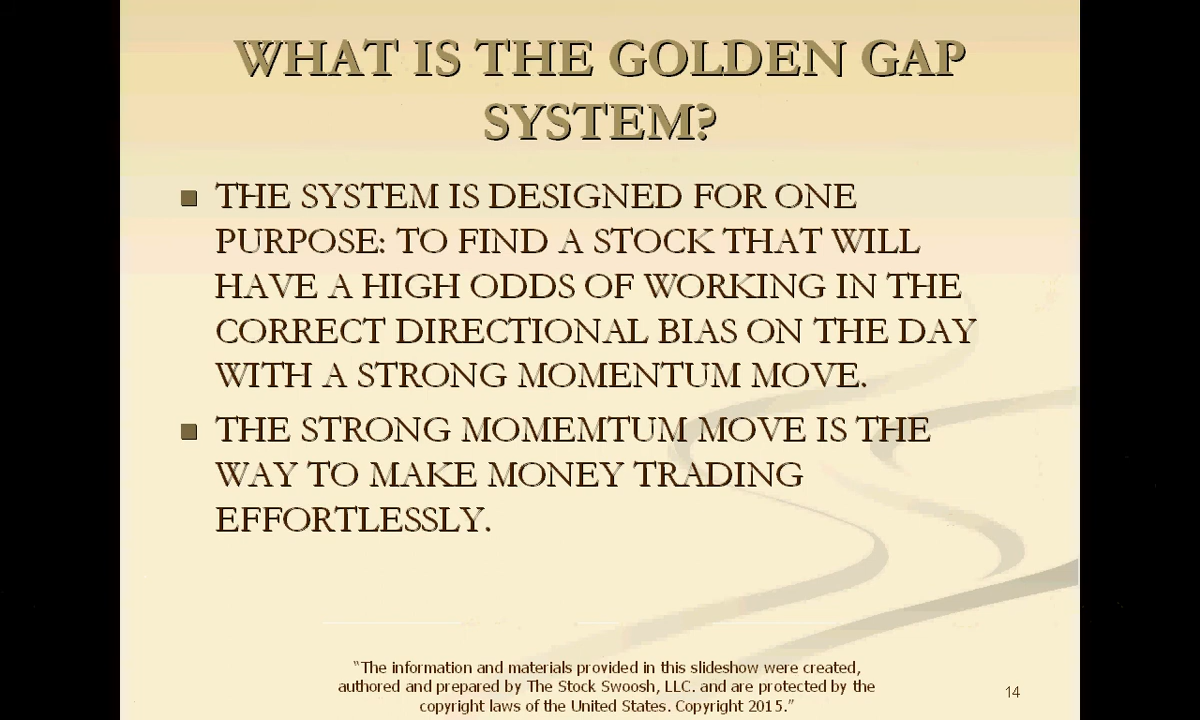 WHAT IS THE GOLDEN GAP
SYSTEM?
THE SYSTEM IS DESIGNED FOR ONE
PURPOSE: TO FIND A STOCK THAT WILL
HAVE A HIGH ODDS OF WORKING IN THE
CORRECT DIRECTIONAL BIAS ON THE DAY
WITH A STRONG MOMENTUM MOVE.
THE STRONG MOMEMTUM MOVE IS THE
WAY TO MAKE MONEY TRADING
EFFORTLESSLY.
"The information and materials provided in this slideshow were created,
authored and prepared by The Stock Swoosh, LLC. and are protected by the
copyright laws of the United States. Copyright 2015."
14